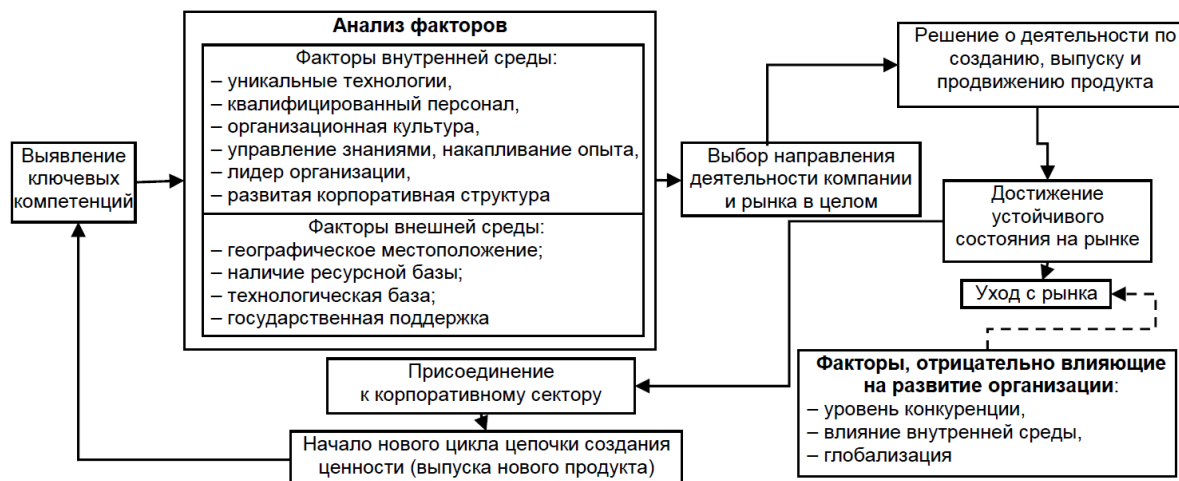 Выявление
ключевых
компетенций
Анализ факторов
Факторы внутренней среды:
– уникальные технологии,
– квалифицированный персонал,
– организационная культура,
– управление знаниями, накапливание опыта,
– лидер организации,
– развитая корпоративная структура
Факторы внешней среды:
– географическое местоположение;
– наличие ресурсной базы;
– технологическая база;
– государственная поддержка
Выбор направления
деятельности компании
и рынка в целом
Решение о деятельности по
созданию, выпуску и
продвижению продукта
Достижение
устойчивого
состояния на рынке
Уход с рынка
Факторы, отрицательно влияющие
на развитие организации:
– уровень конкуренции,
– влияние внутренней среды,
– глобализация
Присоединение
к корпоративному сектору
Начало нового цикла цепочки создания
ценности (выпуска нового продукта)